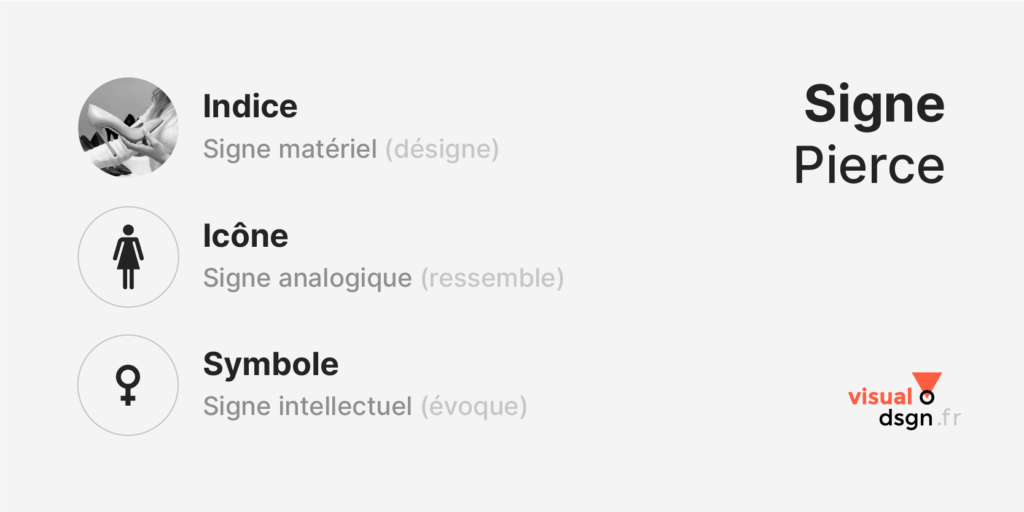 Indice
Signe matériel (désigne)
Icône
Signe analogique (ressemble)
Symbole
Signe intellectuel (évoque)
Signe
Pierce
visual
dsgn.fr